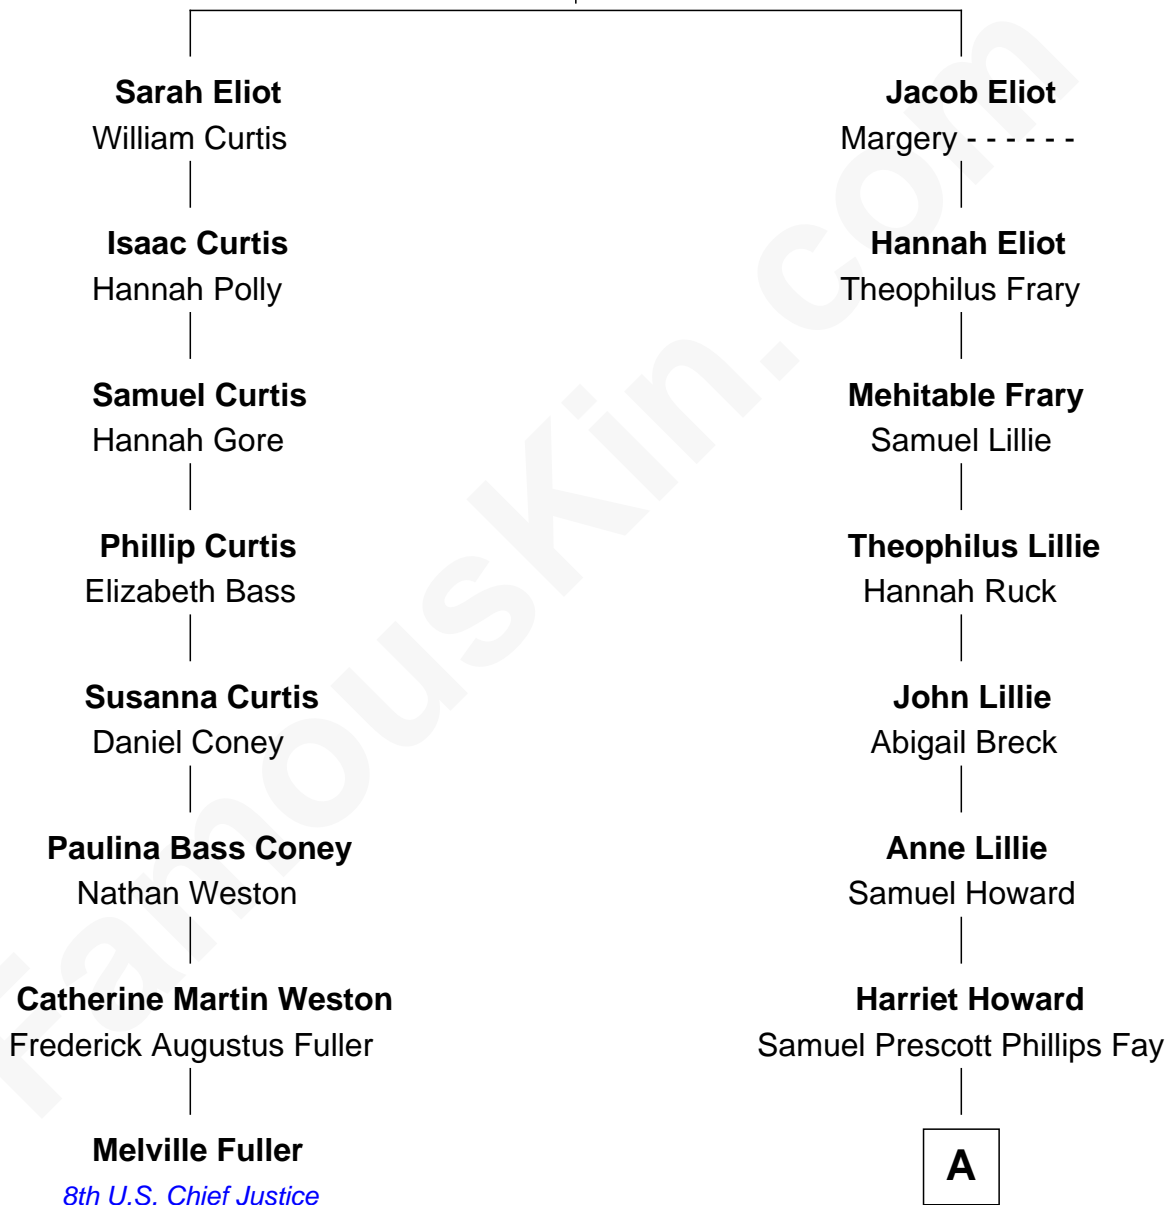 Sarah Eliot
William Curtis
Isaac Curtis
Hannah Polly
Samuel Curtis
Hannah Gore
Phillip Curtis
Elizabeth Bass
Susanna Curtis
Daniel Coney
Paulina Bass Coney
Nathan Weston
Catherine Martin Weston
Frederick Augustus Fuller
Melville Fuller
8th U.S. Chief Justice
Jacob Eliot
Margery - - - - - -
Hannah Eliot
Theophilus Frary
Mehitable Frary
Samuel Lillie
Theophilus Lillie
Hannah Ruck
John Lillie
Abigail Breck
Anne Lillie
Samuel Howard
Harriet Howard
Samuel Prescott Phillips Fay
A
FamousKin.com